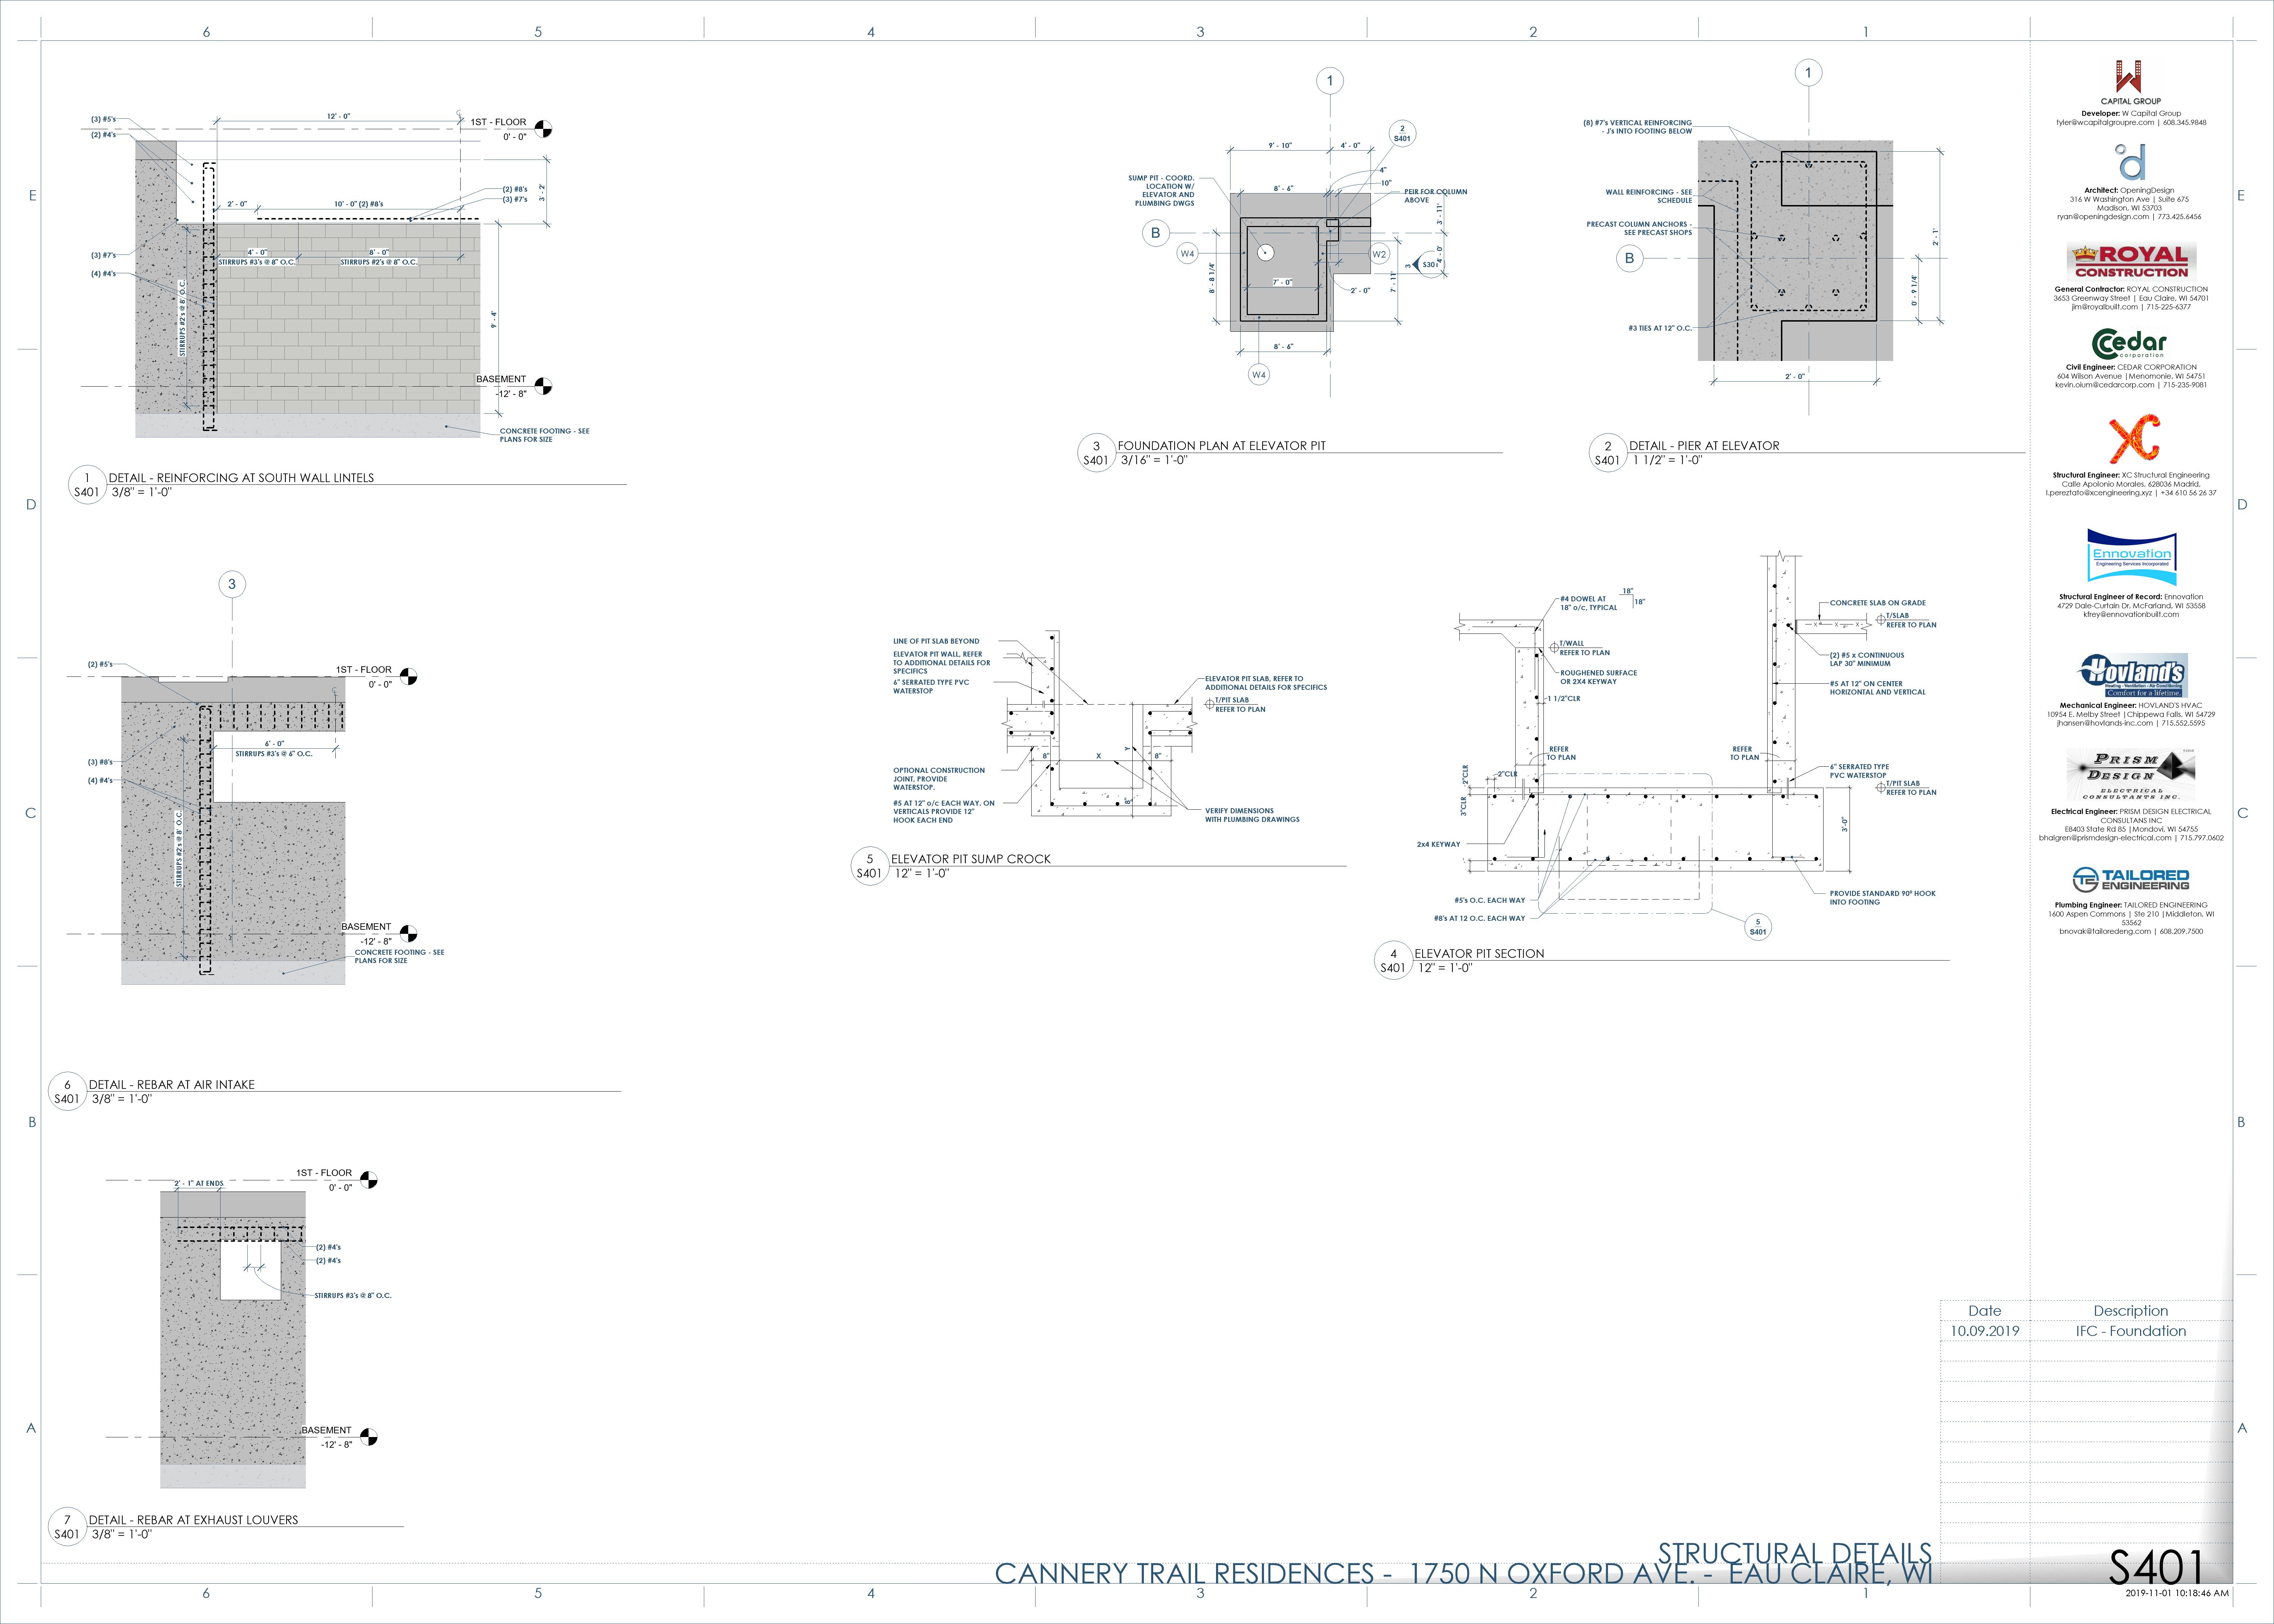 6
5
4
3
2
1
E
D
C
B
A
(3) #5's
(2) #4's
12' - 0"
1ST - FLOOR
0' - 0"
3' - 2"
(2) #8's
(3) #7's
2' - 0"
10' - 0" (2) #8's
(3) #7's
(4) #4's
4' - 0"
STIRRUPS #3's @ 8" O.C.
8' - 0"
STIRRUPS #2's @ 8" O.C.
STIRRUPS #2's @ 8' O.C.
9' - 4"
BASEMENT
-12' - 8"
CONCRETE FOOTING - SEE
PLANS FOR SIZE
1
S401
DETAIL - REINFORCING AT SOUTH WALL LINTELS
3/8" = 1'-0"
1
2
S401
9' - 10"
4' - 0"
4"
10"
SUMP PIT - COORD.
LOCATION W/
ELEVATOR AND
PLUMBING DWGS
8' - 6"
PEIR FOR COLUMN
ABOVE
3' - 11"
B
W4
W2
4' - 0"
3
S301
8' - 8 1/4"
7' - 0"
2' - 0"
7' - 11"
8' - 6"
W4
3
S401
FOUNDATION PLAN AT ELEVATOR PIT
3/16" = 1'-0"
1
(8) #7's VERTICAL REINFORCING
- J's INTO FOOTING BELOW
WALL REINFORCING - SEE
SCHEDULE
PRECAST COLUMN ANCHORS -
SEE PRECAST SHOPS
B
2' - 1"
0' - 9 1/4"
#3 TIES AT 12" O.C.
2' - 0"
2
S401
DETAIL - PIER AT ELEVATOR
1 1/2" = 1'-0"
3
(2) #5's
1ST - FLOOR
0' - 0"
6' - 0"
STIRRUPS #3's @ 6" O.C.
(3) #8's
(4) #4's
STIRRUPS #2's @ 8' O.C.
BASEMENT
-12' - 8"
CONCRETE FOOTING - SEE
PLANS FOR SIZE
6
S401
DETAIL - REBAR AT AIR INTAKE
3/8" = 1'-0"
LINE OF PIT SLAB BEYOND
ELEVATOR PIT WALL, REFER
TO ADDITIONAL DETAILS FOR
SPECIFICS
6" SERRATED TYPE PVC
WATERSTOP
ELEVATOR PIT SLAB, REFER TO
ADDITIONAL DETAILS FOR SPECIFICS
T/PIT SLAB
REFER TO PLAN
8"
X
Y
8"
8"
OPTIONAL CONSTRUCTION
JOINT, PROVIDE
WATERSTOP.
#5 AT 12" o/c EACH WAY. ON
VERTICALS PROVIDE 12"
HOOK EACH END
VERIFY DIMENSIONS
WITH PLUMBING DRAWINGS
5
S401
ELEVATOR PIT SUMP CROCK
12" = 1'-0"
#4 DOWEL AT
18" o/c, TYPICAL
18"
18"
T/WALL
REFER TO PLAN
ROUGHENED SURFACE
OR 2X4 KEYWAY
1 1/2"CLR
REFER
TO PLAN
REFER
TO PLAN
2"CLR
2"CLR
3"CLR
2x4 KEYWAY
#5's O.C. EACH WAY
#8's AT 12 O.C. EACH WAY
CONCRETE SLAB ON GRADE
T/SLAB
REFER TO PLAN
(2) #5 x CONTINUOUS
LAP 30" MINIMUM
#5 AT 12" ON CENTER
HORIZONTAL AND VERTICAL
6" SERRATED TYPE
PVC WATERSTOP
T/PIT SLAB
REFER TO PLAN
3'-0"
PROVIDE STANDARD 90º HOOK
INTO FOOTING
5
S401
4
S401
ELEVATOR PIT SECTION
12" = 1'-0"
1ST - FLOOR
0' - 0"
2' - 1" AT ENDS
(2) #4's
(2) #4's
STIRRUPS #3's @ 8" O.C.
BASEMENT
-12' - 8"
7
S401
DETAIL - REBAR AT EXHAUST LOUVERS
3/8" = 1'-0"
CAPITAL GROUP
Developer: W Capital Group
tyler@wcapitalgroupre.com | 608.345.9848
d
Architect: OpeningDesign
316 W Washington Ave | Suite 675
Madison, WI 53703
ryan@openingdesign.com | 773.425.6456
ROYAL
CONSTRUCTION
General Contractor: ROYAL CONSTRUCTION
3653 Greenway Street | Eau Claire, WI 54701
jim@royalbuilt.com | 715-225-6377
Cedar
corporation
Civil Engineer: CEDAR CORPORATION
604 Wilson Avenue |Menomonie, WI 54751
kevin.oium@cedarcorp.com | 715-235-9081
XC
Structural Engineer: XC Structural Engineering
Calle Apolonio Morales, 628036 Madrid,
l.pereztato@xcengineering.xyz | +34 610 56 26 37
Ennovation
Engineering Services Incorporated
Structural Engineer of Record: Ennovation
4729 Dale-Curtain Dr, McFarland, WI 53558
kfrey@ennovationbuilt.com
Hovland's
Heating · Ventilation · Air Conditioning
Comfort for a lifetime.
Mechanical Engineer: HOVLAND'S HVAC
10954 E. Melby Street |Chippewa Falls, WI 54729
jhansen@hovlands-inc.com | 715.552.5595
PRISM
DESIGN
ELECTRICAL
CONSULTANTS INC.
Electrical Engineer: PRISM DESIGN ELECTRICAL
CONSULTANS INC
E8403 State Rd 85 |Mondovi, WI 54755
bhalgren@prismdesign-electrical.com | 715.797.0602
TE TAILORED
ENGINEERING
Plumbing Engineer: TAILORED ENGINEERING
1600 Aspen Commons | Ste 210 |Middleton, WI
53562
bnovak@tailoredeng.com | 608.209.7500
Date
Description
10.09.2019
IFC - Foundation
STRUCTURAL DETAILS
CANNERY TRAIL RESIDENCES - 1750 N OXFORD AVE. - EAU CLAIRE, WI
S401
2019-11-01 10:18:46 AM
E
D
C
B
A
6
5
4
3
2
1